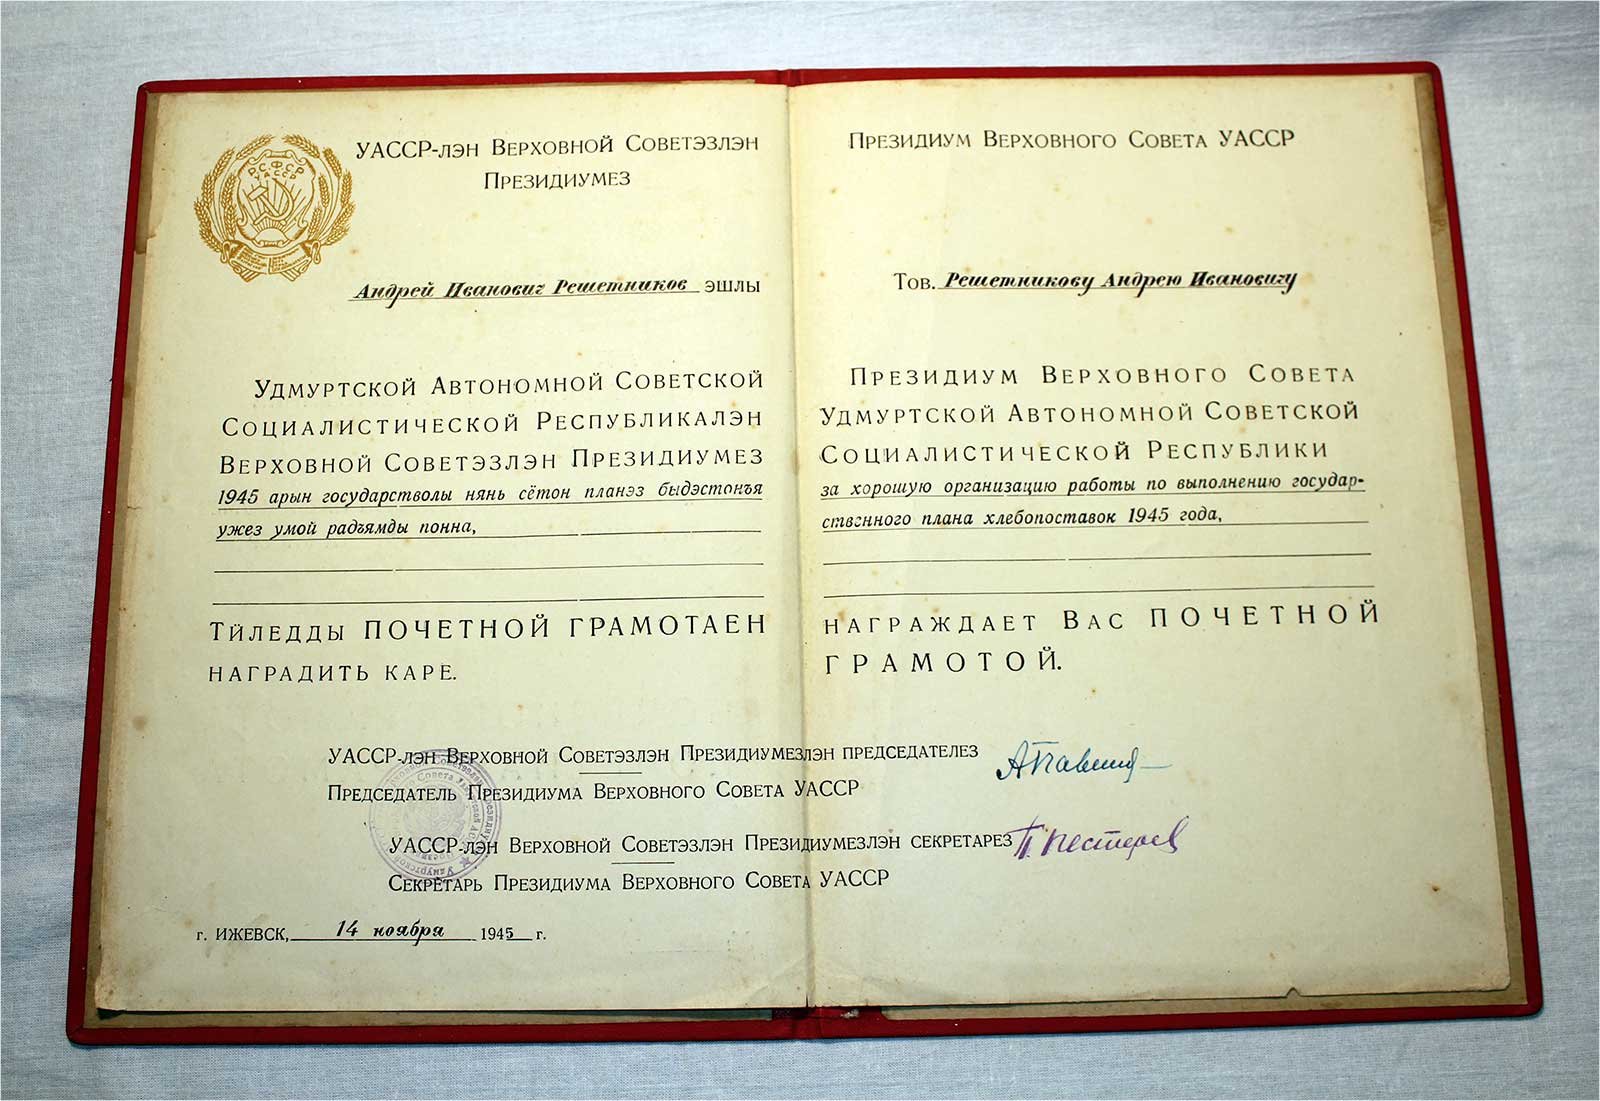 РСФСР
УАССР
УАССР-лэн Верховной Советэзлэн
Президиумез
Андрей Иванович Решетников эшлы
Удмуртской Автономной Советской
Социалистической Республикалэн
Верховной Советэзлэн Президиумез
1945 арын государстволы нянь сётон планэз быдэстонъя
ужез умой радъямды понна,
Тӥледды ПОЧЕТНОЙ ГРАМОТАЕН
наградить каре.
Президиум Верховного Совета УАССР
Тов. Решетникову Андрею Ивановичу
Президиум Верховного Совета
Удмуртской Автономной Советской
Социалистической Республики
за хорошую организацию работы по выполнению государ-
ственного плана хлебопоставок 1945 года,
награждает Вас ПОЧЕТНОЙ
ГРАМОТОЙ.
УАССР-лэн Верховной Советэзлэн Президиумезлэн председателез
Председатель Президиума Верховного Совета УАССР
УАССР-лэн Верховной Советэзлэн Президиумезлэн секретарез
П. Нестеров
Секретарь Президиума Верховного Совета УАССР
г. Ижевск, 14 ноября 1945 г.